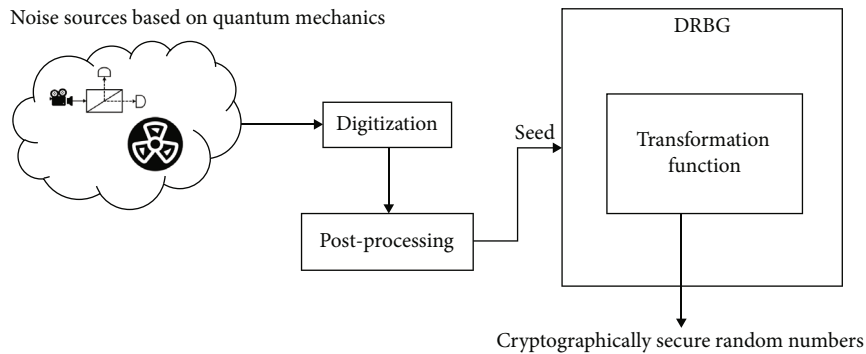 Noise sources based on quantum mechanics
Digitization
Post-processing
Seed
DRBG
Transformation
function
Cryptographically secure random numbers